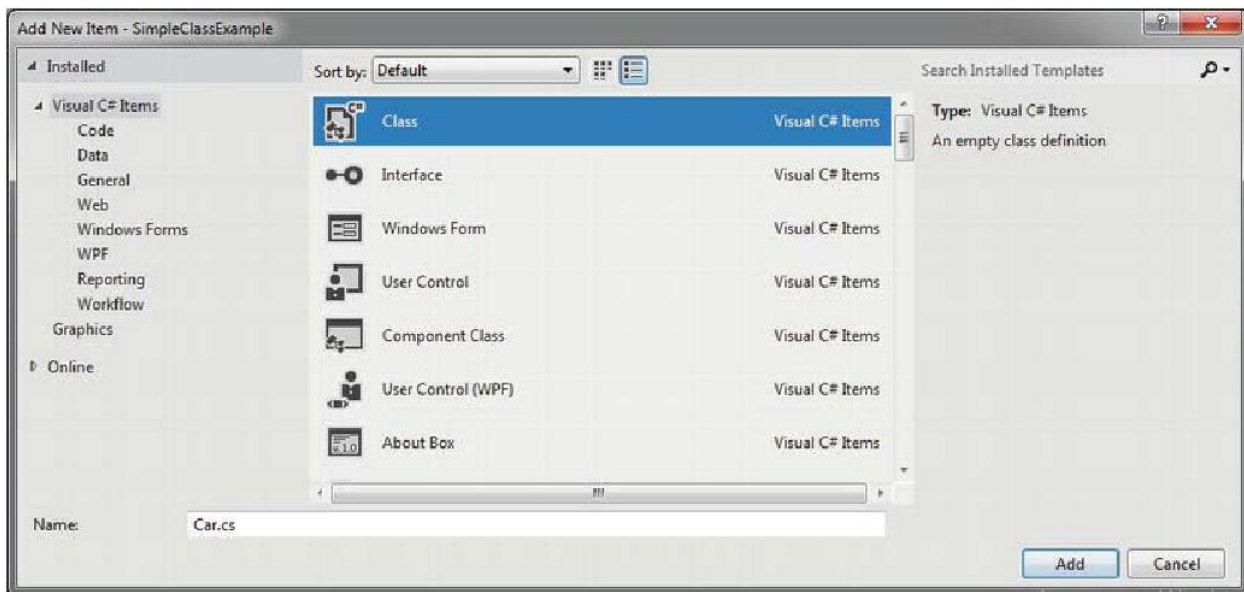 Add New Item - SimpleClassExample
Installed
Sort by: Default
Search Installed Templates
Visual C# Items
Code
Data
General
Web
Windows Forms
WPF
Reporting
Workflow
Graphics
Online
C#
Class Visual C# Items
Interface Visual C# Items
Windows Form Visual C# Items
User Control Visual C# Items
Component Class Visual C# Items
User Control (WPF) Visual C# Items
About Box Visual C# Items
Type: Visual C# Items
An empty class definition
Name: Car.cs
Add Cancel